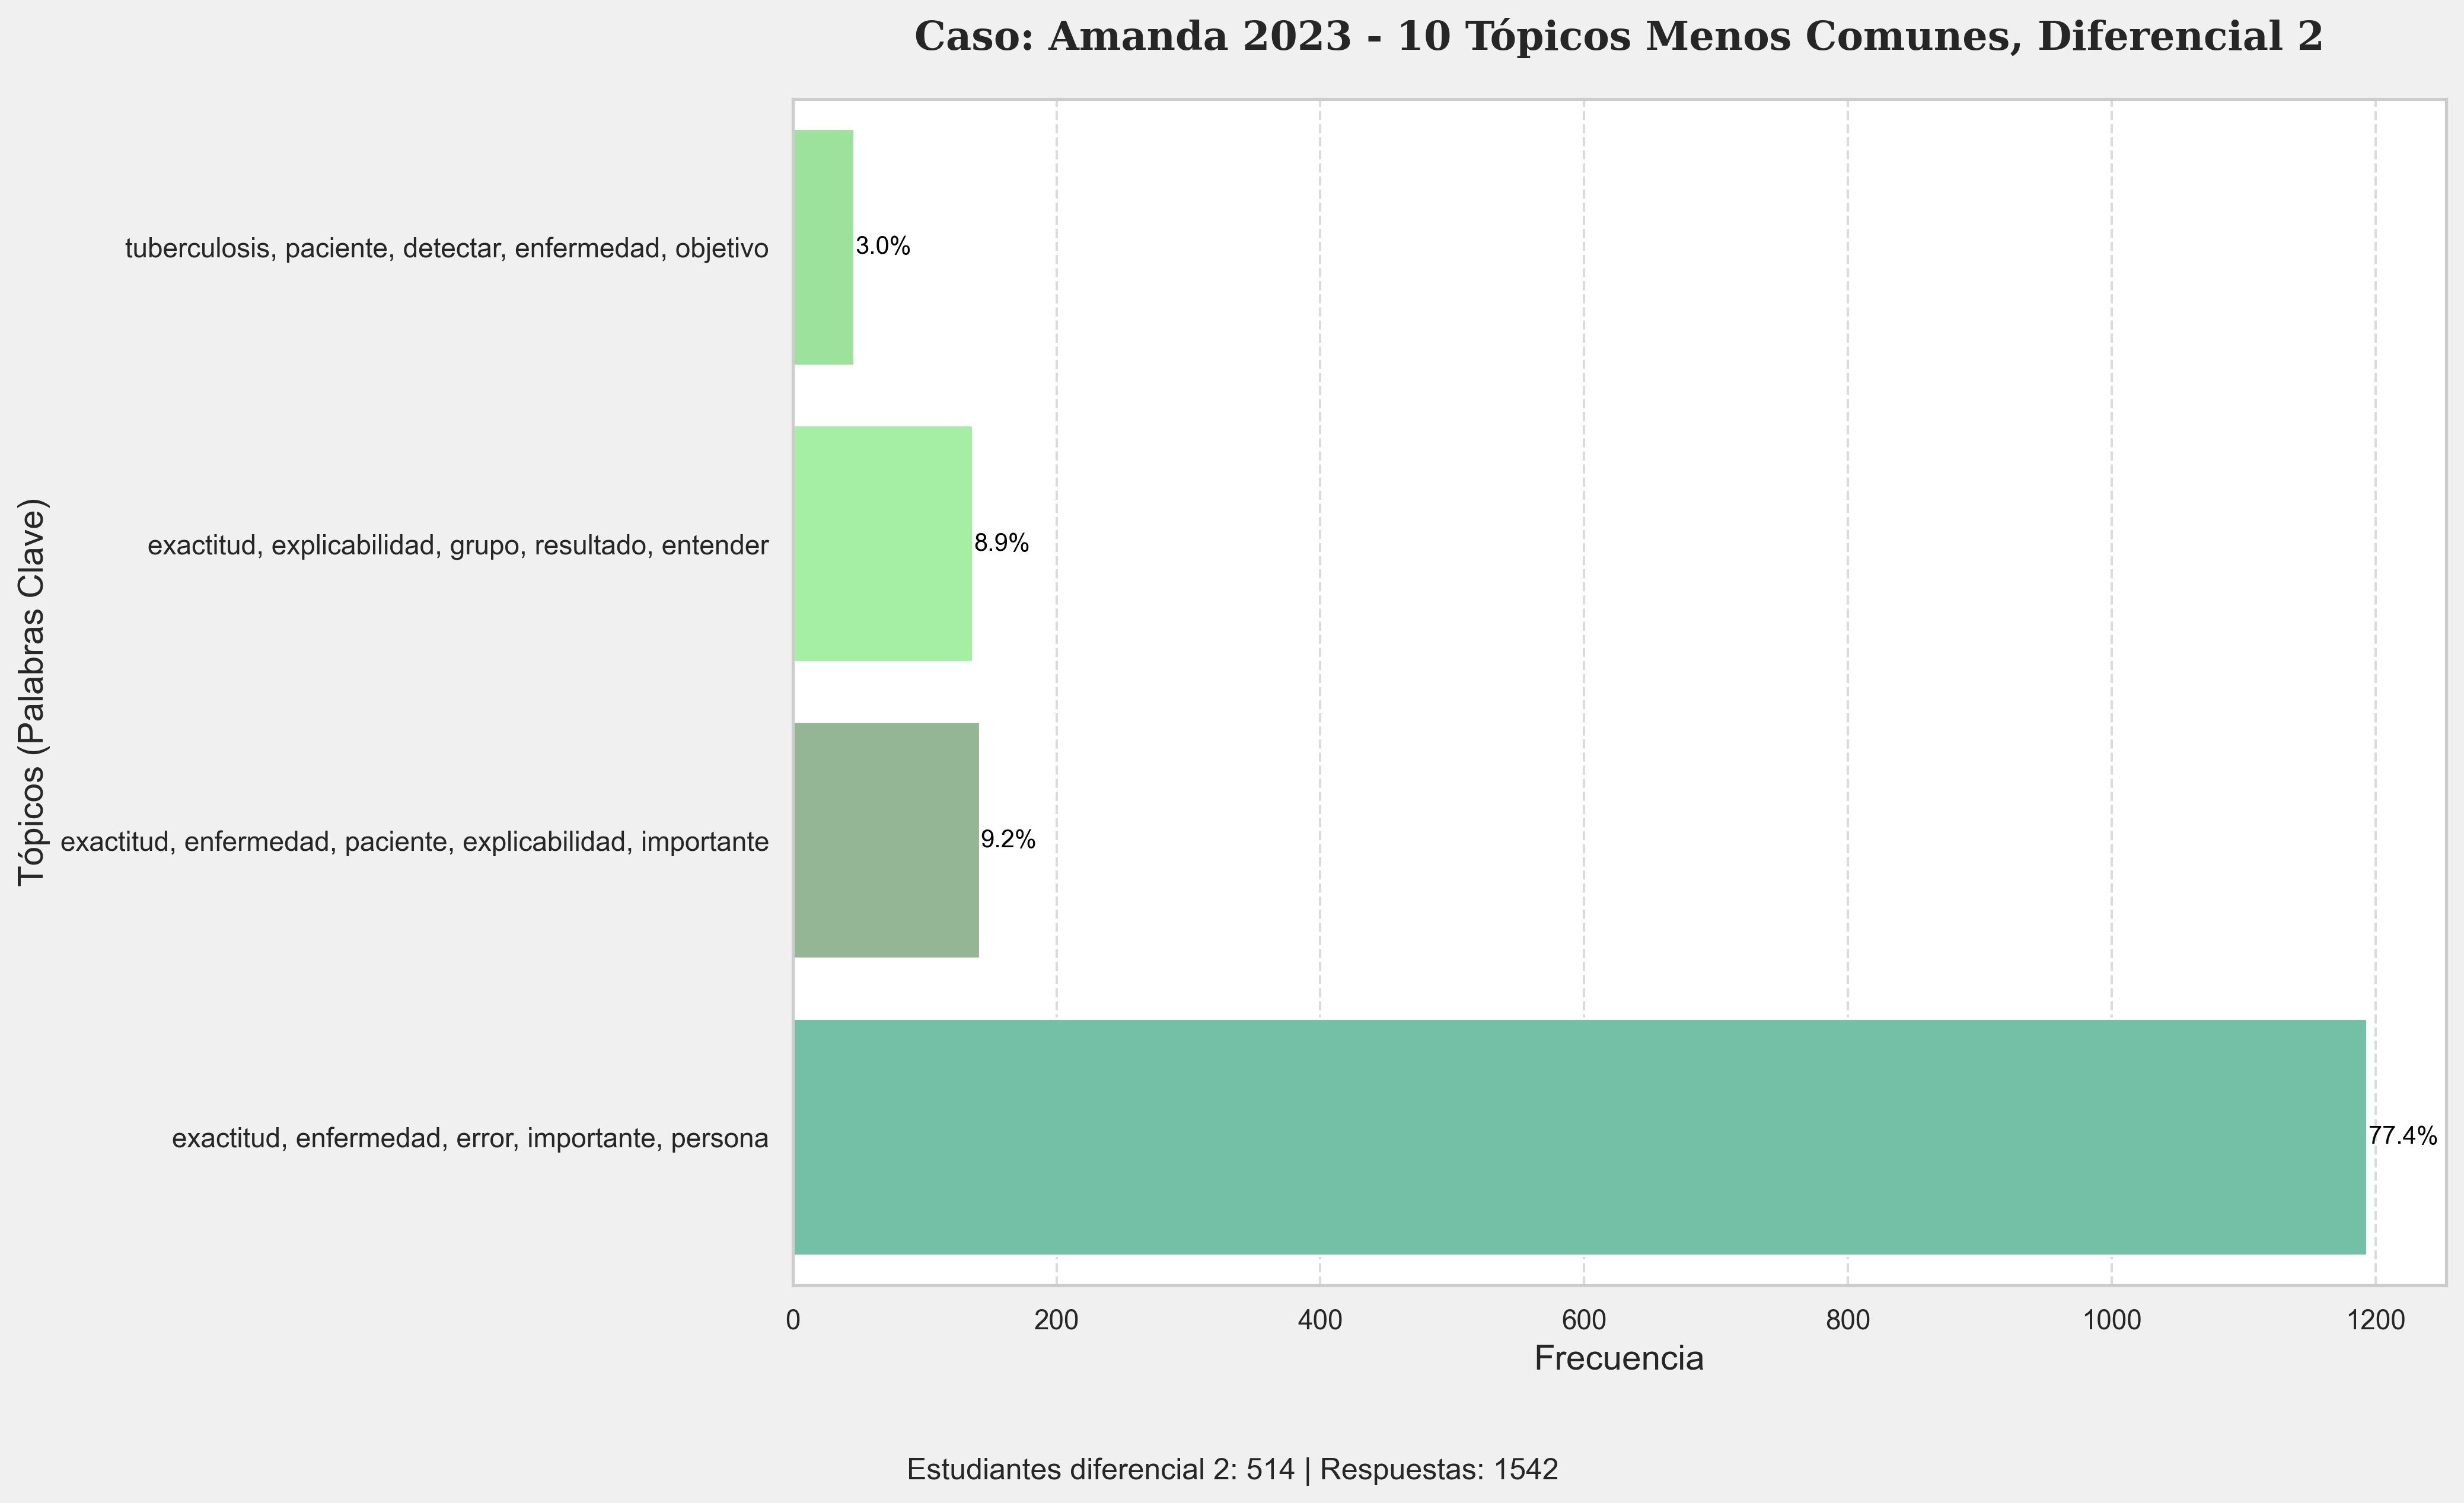 Caso: Amanda 2023 - 10 Tópicos Menos Comunes, Diferencial 2
Tópicos (Palabras Clave)
tuberculosis, paciente, detectar, enfermedad, objetivo
3.0%
exactitud, explicabilidad, grupo, resultado, entender
8.9%
exactitud, enfermedad, paciente, explicabilidad, importante
9.2%
exactitud, enfermedad, error, importante, persona
77.4%
0 200 400 600 800 1000 1200
Frecuencia
Estudiantes diferencial 2: 514 | Respuestas: 1542